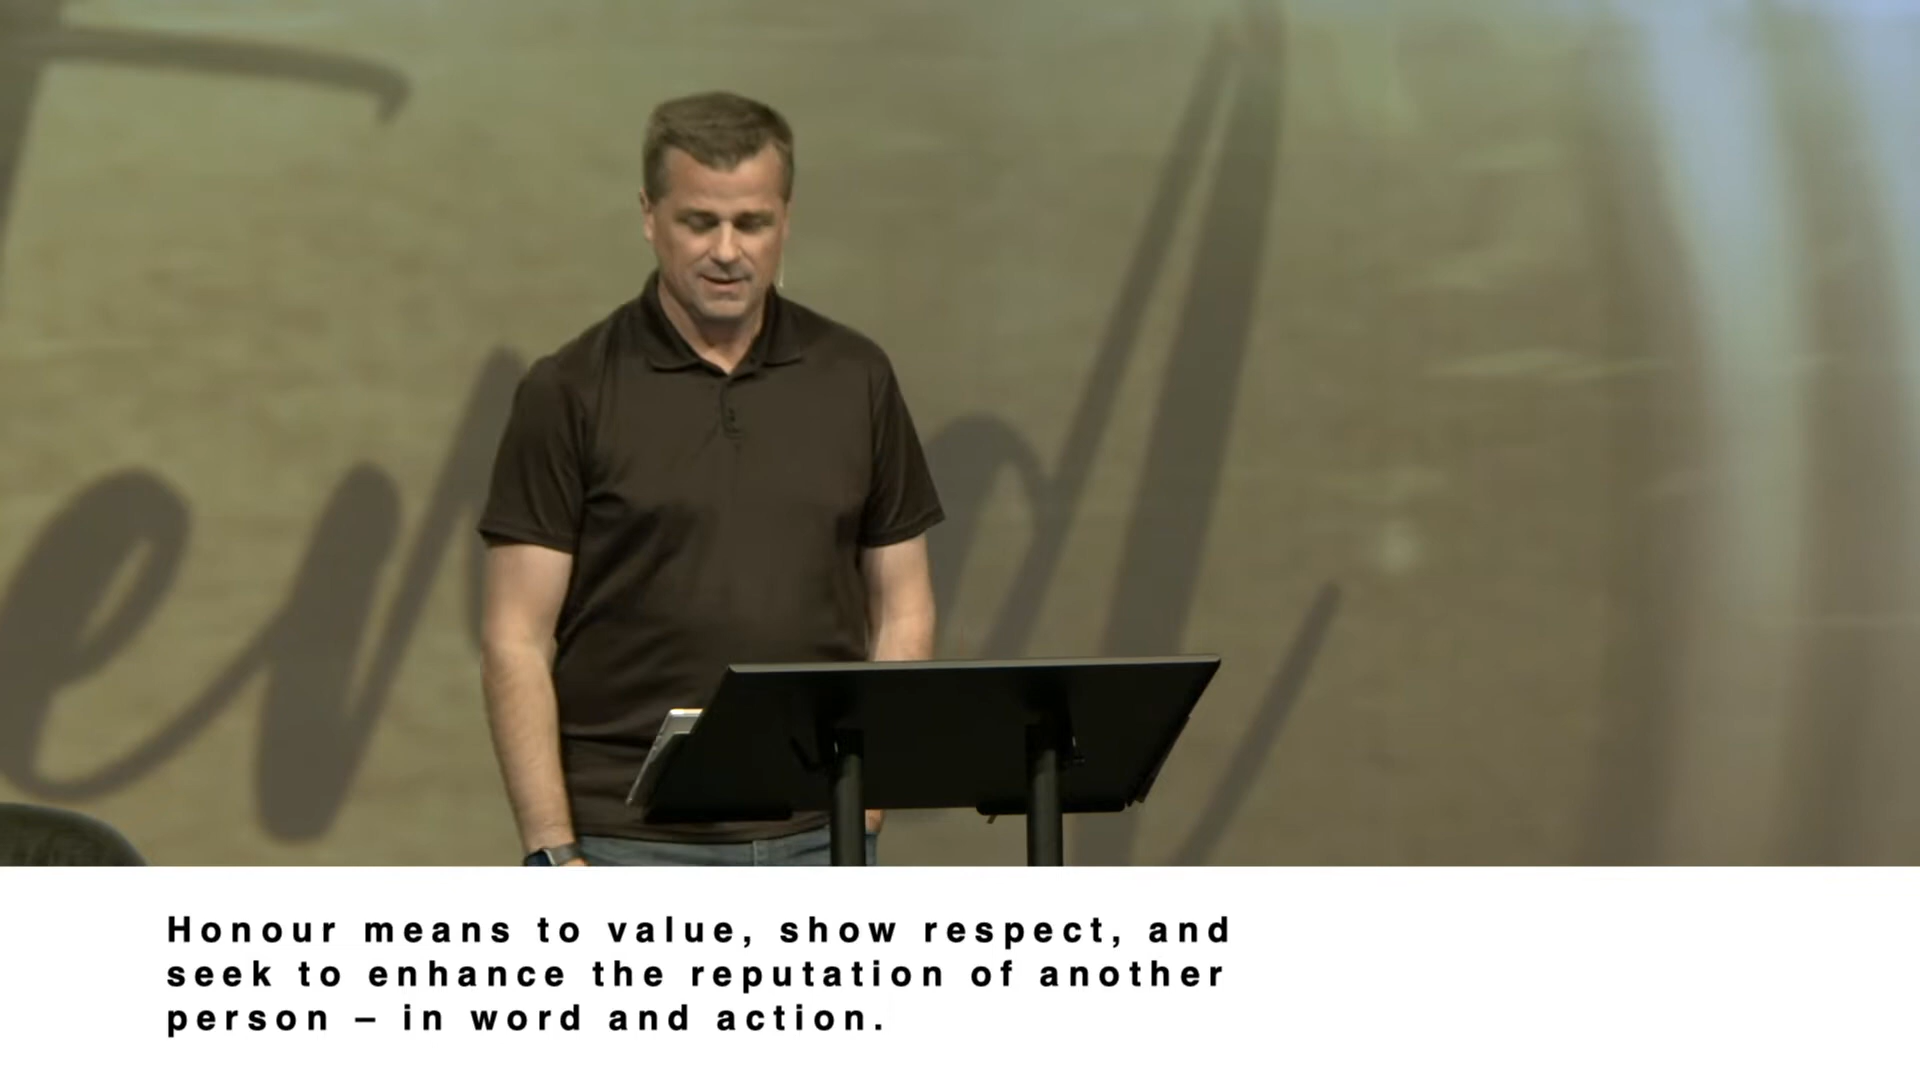 Honour means to value, show respect, and
seek to enhance the reputation of another
person – in word and action.